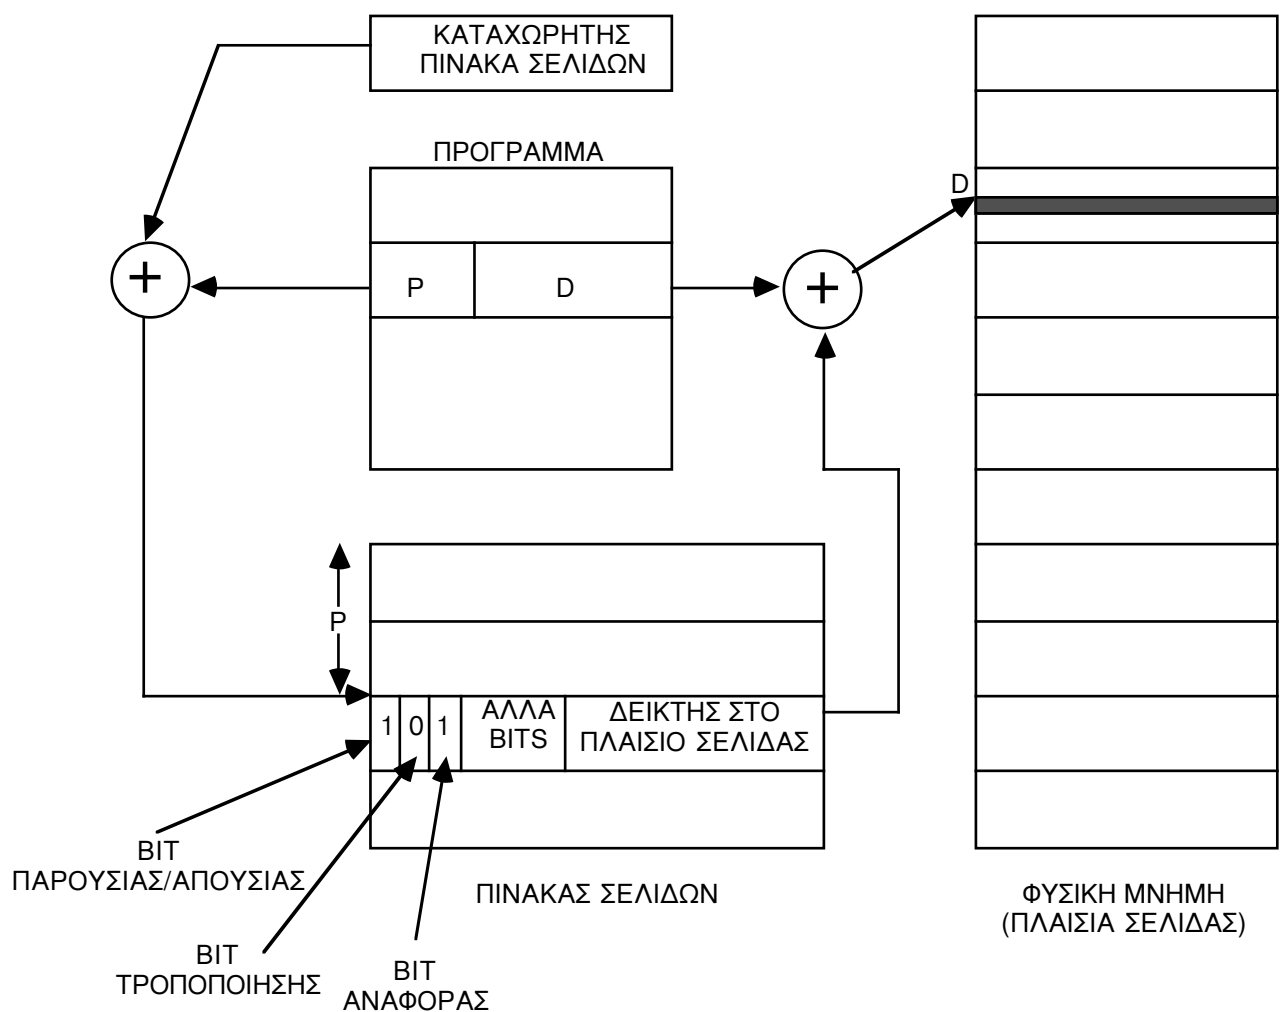 ΚΑΤΑΧΩΡΗΤΗΣ
ΠΙΝΑΚΑ ΣΕΛΙΔΩΝ
ΠΡΟΓΡΑΜΜΑ
D
+
P
D
+
P
1
0
1
ΑΛΛΑ
BITS
ΔΕΙΚΤΗΣ ΣΤΟ
ΠΛΑΙΣΙΟ ΣΕΛΙΔΑΣ
BIT
ΠΑΡΟΥΣΙΑΣ/ΑΠΟΥΣΙΑΣ
ΠΙΝΑΚΑΣ ΣΕΛΙΔΩΝ
ΦΥΣΙΚΗ ΜΝΗΜΗ
(ΠΛΑΙΣΙΑ ΣΕΛΙΔΑΣ)
BIT
ΤΡΟΠΟΠΟΙΗΣΗΣ
BIT
ΑΝΑΦΟΡΑΣ